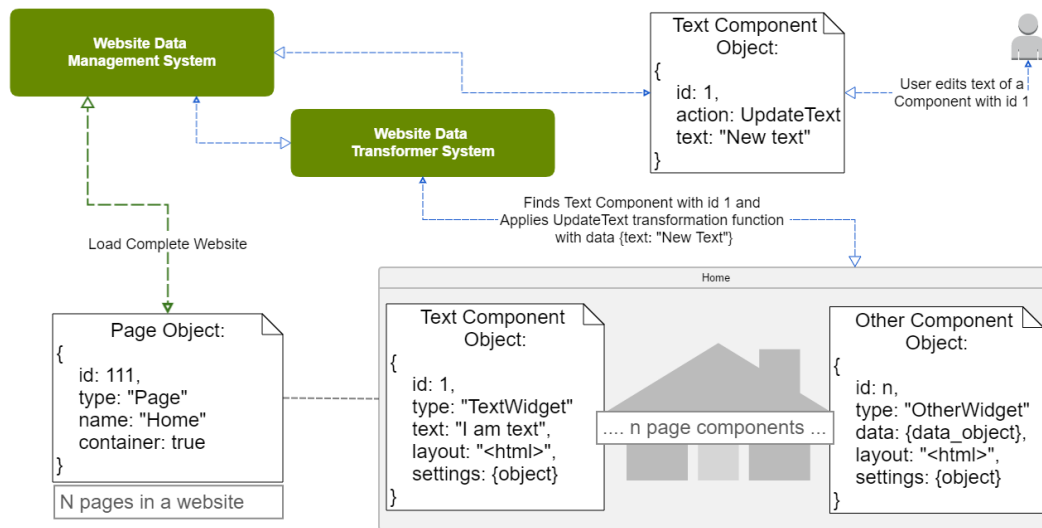 Website Data
Management System
Text Component
Object:
{
id: 1,
action: UpdateText
text: "New text"
}
User edits text of a
Component with id 1
Website Data
Transformer System
Finds Text Component with id 1 and
Applies UpdateText transformation function
with data {text: "New Text"}
Load Complete Website
Home
Page Object:
{
id: 111,
type: "Page"
name: "Home"
container: true
}
N pages in a website
Text Component
Object:
{
id: 1,
type: "TextWidget"
text: "I am text",
layout: "<html>",
settings: {object}
}
.... n page components ...
Other Component
Object:
{
id: n,
type: "OtherWidget"
data: {data_object},
layout: "<html>",
settings: {object}
}